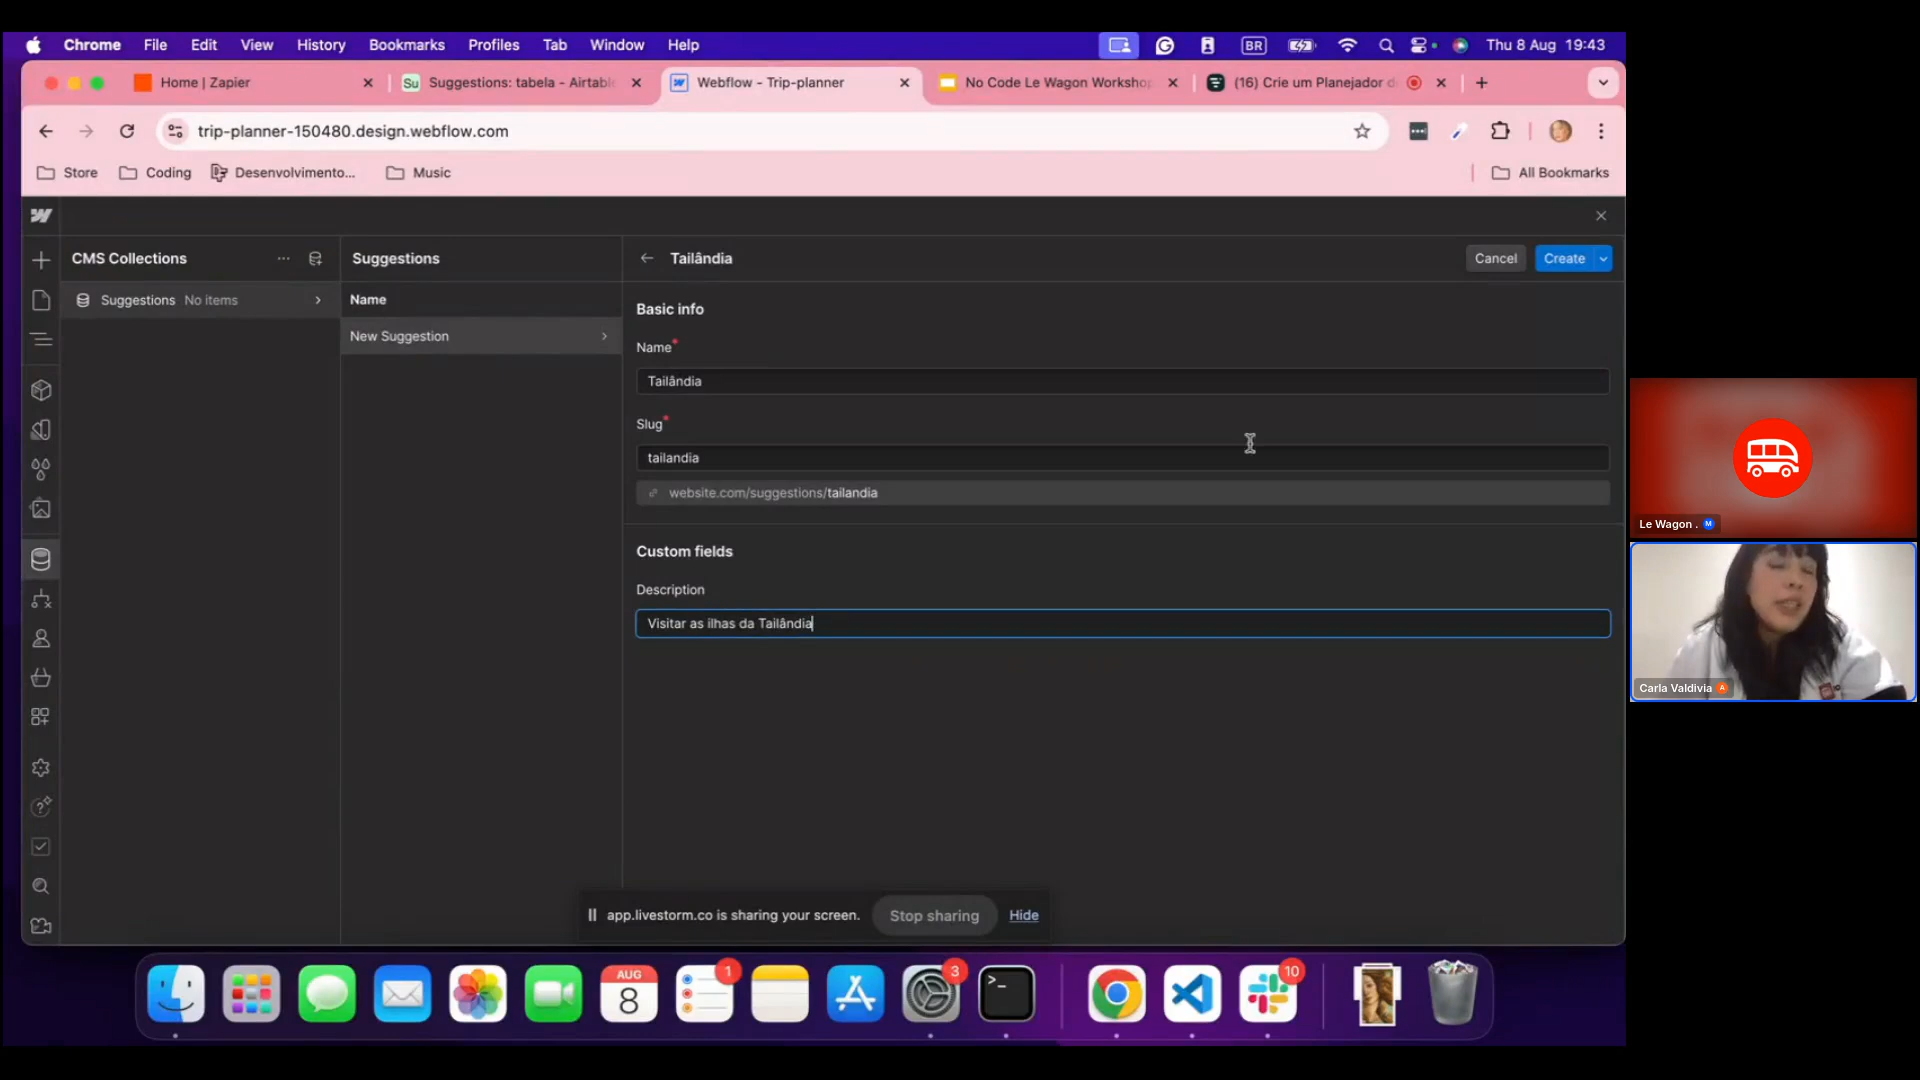 Chrome File Edit View History Bookmarks Profiles Tab Window Help BR Thu 8 Aug 19:43
Home | Zapier Su Suggestions: tabela - Airtabl Webflow - Trip-planner No Code Le Wagon Workshop (16) Crie um Planejador d
trip-planner-150480.design.webflow.com
Store Coding Desenvolvimento... Music All Bookmarks
CMS Collections Suggestions Tailândia Cancel Create
Suggestions No items Name
New Suggestion
Basic info
Name*
Tailândia
Slug*
tailandia
website.com/suggestions/tailandia
Custom fields
Description
Visitar as ilhas da Tailândia
app.livestorm.co is sharing your screen. Stop sharing Hide
AUG
8
1
3
10
Le Wagon . M
Carla Valdivia A